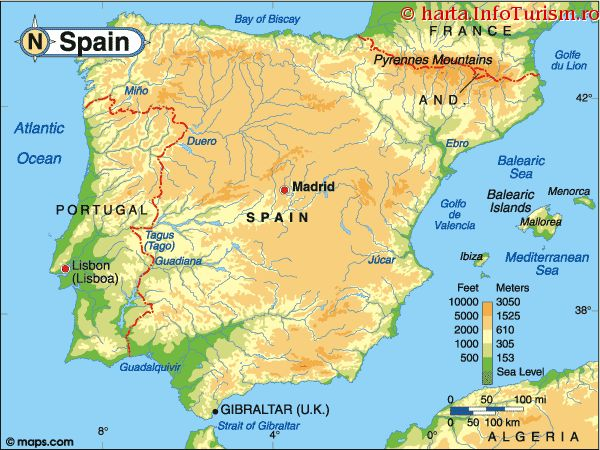 © harta.InfoTurism.ro
N Spain
Bay of Biscay
FRANCE
Pyrennes Mountains
Golfe
du Lion
AND.
42°
Miño
Atlantic
Ocean
Duero
Ebro
Balearic
Sea
Madrid
Balearic
Islands
Menorca
Mallorea
PORTUGAL
SPAIN
Golfo
de
Valencia
Tagus
(Tago)
Guadiana
Lisbon
(Lisboa)
Júcar
Ibiza
Mediterranean
Sea
Feet Meters
10000 3050
5000 1525
2000 610
1000 305
500 153
Sea Level
38°
Guadalquivir
GIBRALTAR (U.K.)
Strait of Gibraltar
0 50 100 mi
0 50 100 km
8°
4°
0°
ALGERIA
© maps.com